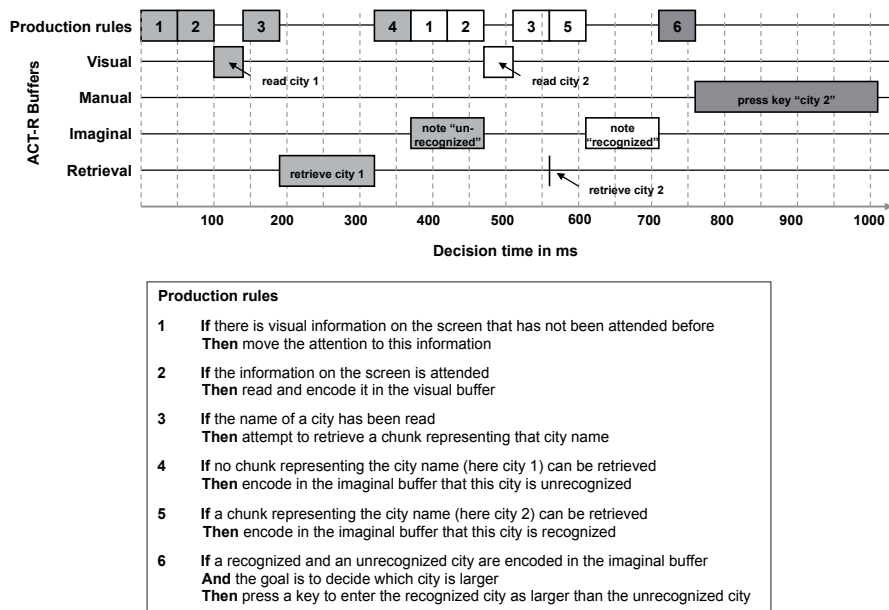 Production rules 1 2 3 4 1 2 3 5 6
Visual
read city 1 read city 2
Manual
press key “city 2”
ACT-R Buffers
Imaginal
note “un-
recognized”
note
“recognized”
Retrieval
retrieve city 1
retrieve city 2
100 200 300 400 500 600 700 800 900 1000
Decision time in ms
Production rules
1 If there is visual information on the screen that has not been attended before
Then move the attention to this information
2 If the information on the screen is attended
Then read and encode it in the visual buffer
3 If the name of a city has been read
Then attempt to retrieve a chunk representing that city name
4 If no chunk representing the city name (here city 1) can be retrieved
Then encode in the imaginal buffer that this city is unrecognized
5 If a chunk representing the city name (here city 2) can be retrieved
Then encode in the imaginal buffer that this city is recognized
6 If a recognized and an unrecognized city are encoded in the imaginal buffer
And the goal is to decide which city is larger
Then press a key to enter the recognized city as larger than the unrecognized city